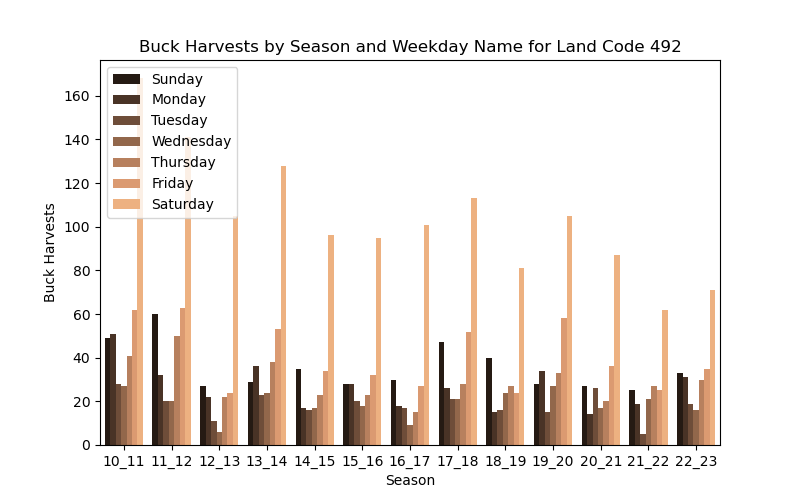 Buck Harvests by Season and Weekday Name for Land Code 492
Sunday
Monday
Tuesday
Wednesday
Thursday
Friday
Saturday
160
140
120
100
80
60
40
20
0
Buck Harvests
10_11 11_12 12_13 13_14 14_15 15_16 16_17 17_18 18_19 19_20 20_21 21_22 22_23
Season